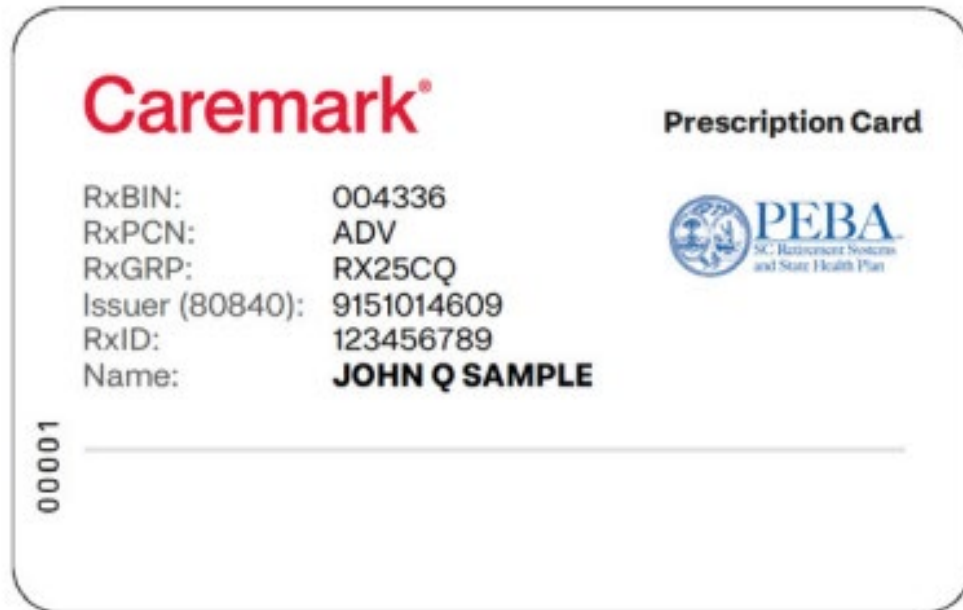 Caremark®
Prescription Card
RxBIN: 004336
RxPCN: ADV
RxGRP: RX25CQ
Issuer (80840): 9151014609
RxID: 123456789
Name: JOHN Q SAMPLE
PEBA
SC Retirement Systems
and State Health Plan
00001